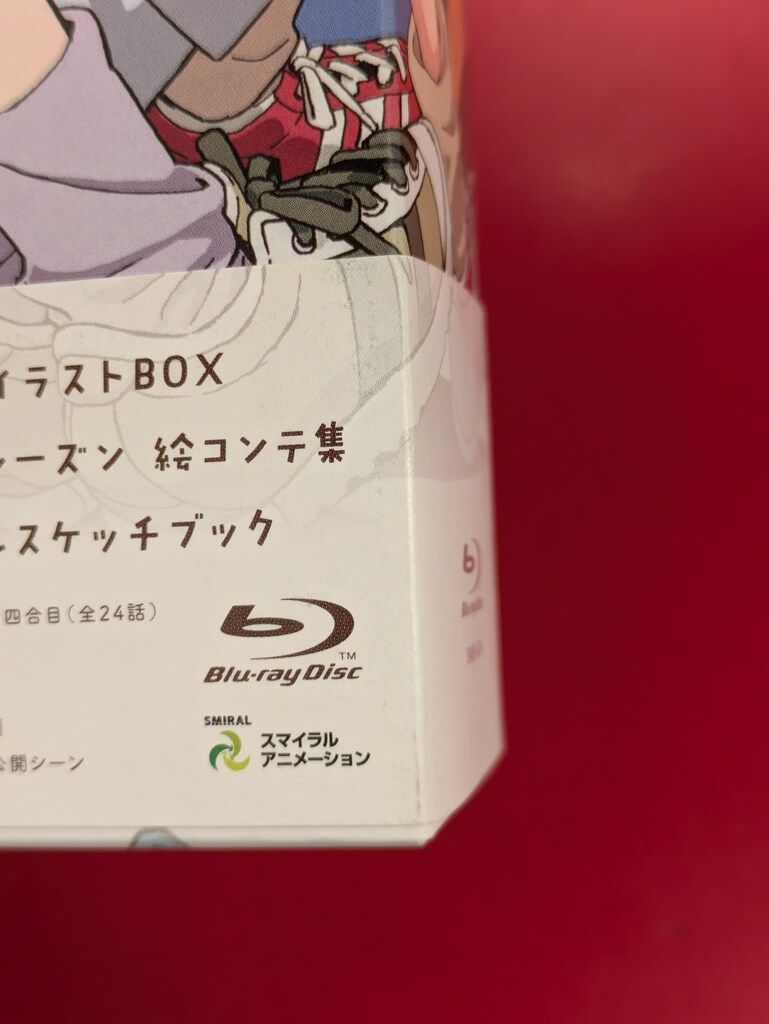 イラストBOX
ーズン 絵コンテ集
スケッチブック
四合目(全24話)
Blu-ray Disc™
公開シーン
SMIRAL
スマイラル
アニメーション